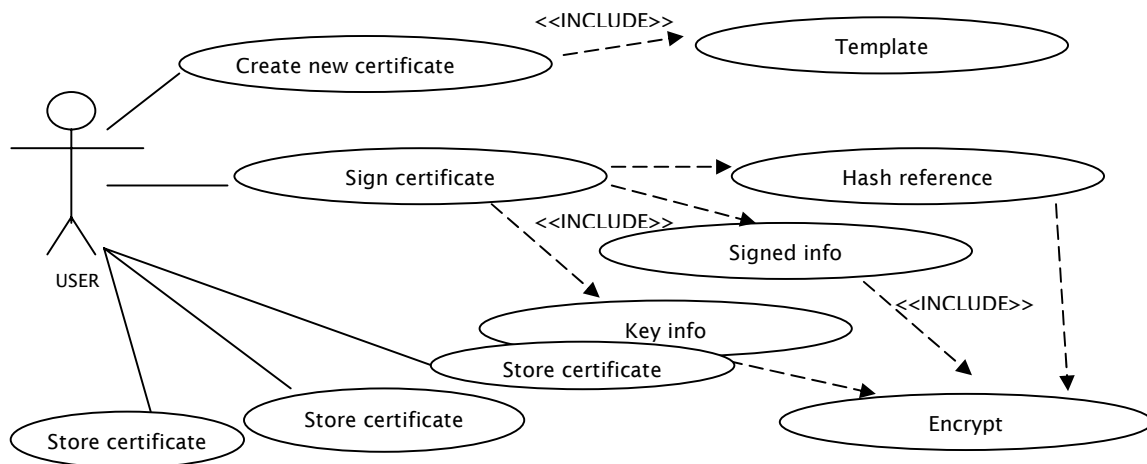 <<INCLUDE>>
Create new certificate
Template
Sign certificate
Hash reference
<<INCLUDE>>
Signed info
USER
<<INCLUDE>>
Key info
Store certificate
Store certificate
Encrypt
Store certificate